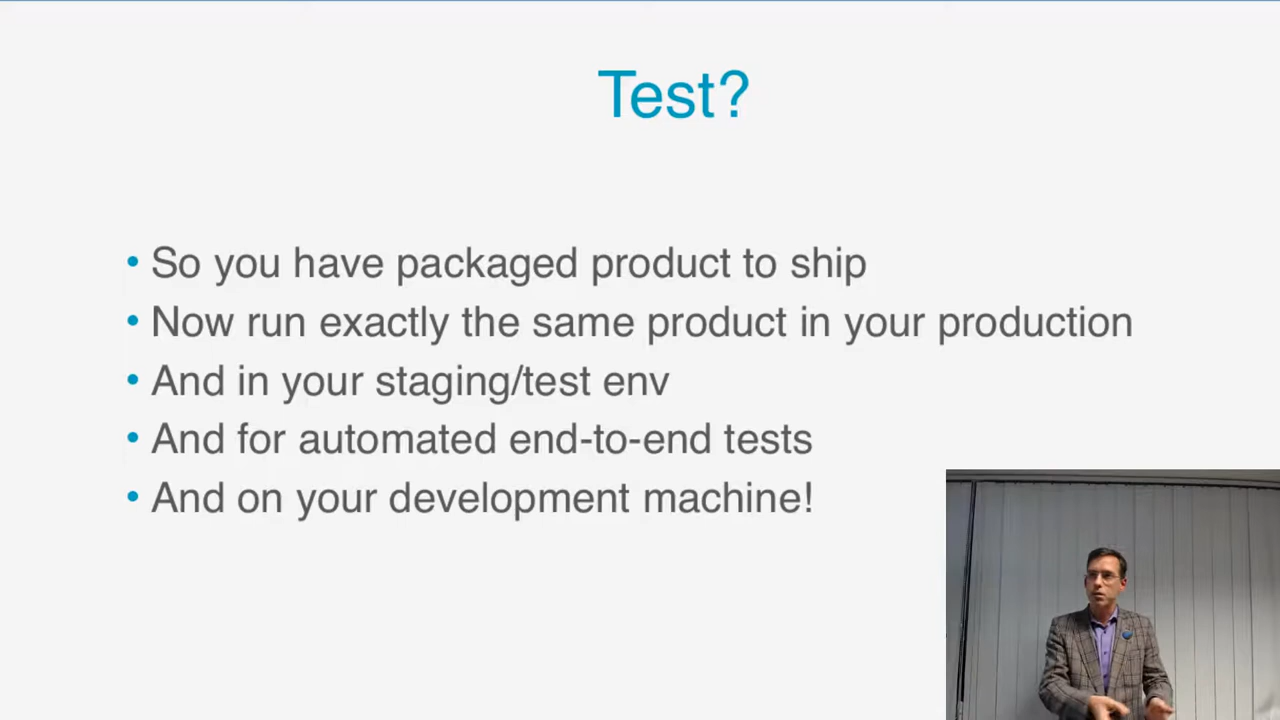 Test?
• So you have packaged product to ship
• Now run exactly the same product in your production
• And in your staging/test env
• And for automated end-to-end tests
• And on your development machine!